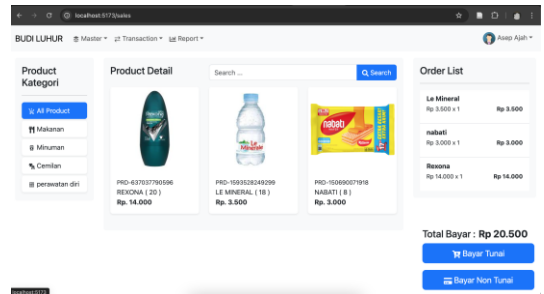 localhost:5173/sales
BUDI LUHUR Master Transaction Report Asep Ajah
Product Kategori
All Product
Makanan
Minuman
Cemilan
perawatan diri
Product Detail
Search ... Search
PRD-637037790596
REXONA ( 20 )
Rp. 14.000
PRD-1593528249299
LE MINERAL ( 18 )
Rp. 3.500
nabati
PRD-150690071918
NABATI ( 8 )
Rp. 3.000
Order List
Le Mineral
Rp 3.500 x 1 Rp 3.500
nabati
Rp 3.000 x 1 Rp 3.000
Rexona
Rp 14.000 x 1 Rp 14.000
Total Bayar : Rp 20.500
Bayar Tunai
Bayar Non Tunai
localhost:5173